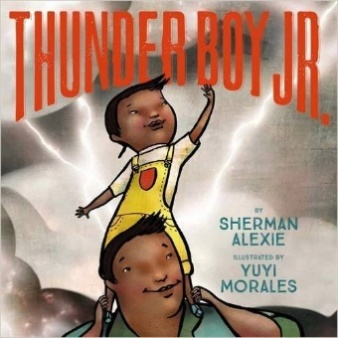 THUNDER BOY JR.
BY
SHERMAN
ALEXIE
ILLUSTRATED BY
YUYI
MORALES